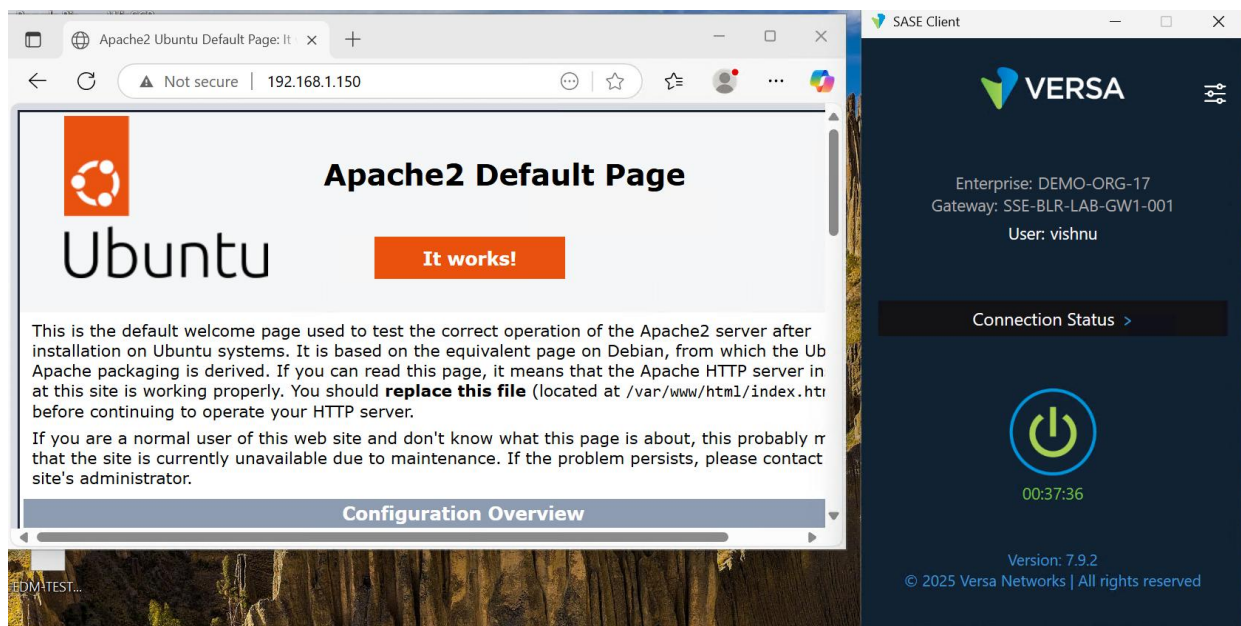 Apache2 Ubuntu Default Page: It
Not secure
192.168.1.150
Apache2 Default Page
Ubuntu
It works!
This is the default welcome page used to test the correct operation of the Apache2 server after
installation on Ubuntu systems. It is based on the equivalent page on Debian, from which the Ub
Apache packaging is derived. If you can read this page, it means that the Apache HTTP server in
at this site is working properly. You should replace this file (located at /var/www/html/index.htr
before continuing to operate your HTTP server.
If you are a normal user of this web site and don't know what this page is about, this probably m
that the site is currently unavailable due to maintenance. If the problem persists, please contact
site's administrator.
Configuration Overview
EDM-TEST...
SASE Client
VERSA
Enterprise: DEMO-ORG-17
Gateway: SSE-BLR-LAB-GW1-001
User: vishnu
Connection Status >
00:37:36
Version: 7.9.2
© 2025 Versa Networks | All rights reserved